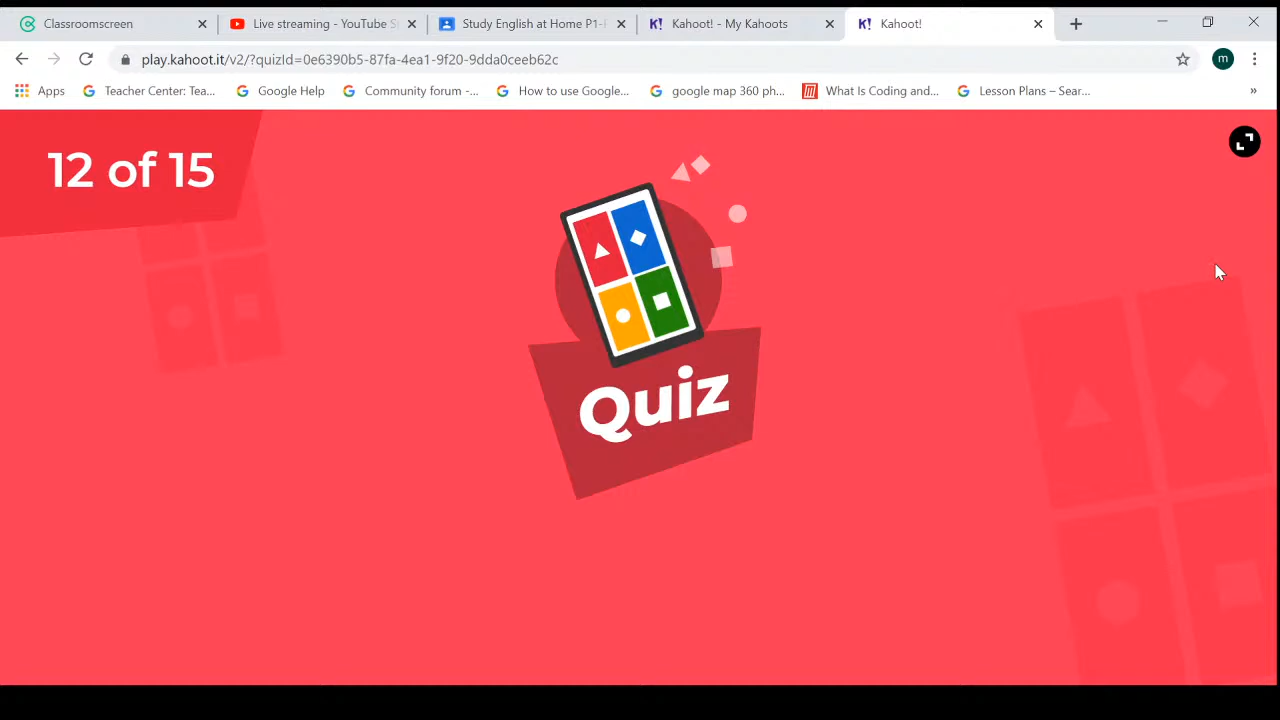 Classroomscreen
Live streaming - YouTube S
Study English at Home P1-
K! Kahoot! - My Kahoots
K! Kahoot!
play.kahoot.it/v2/?quizId=0e6390b5-87fa-4ea1-9f20-9dda0ceeb62c
m
Apps
Teacher Center: Tea...
Google Help
Community forum -...
How to use Google...
google map 360 ph...
What Is Coding and...
Lesson Plans – Sear...
»
12 of 15
Quiz